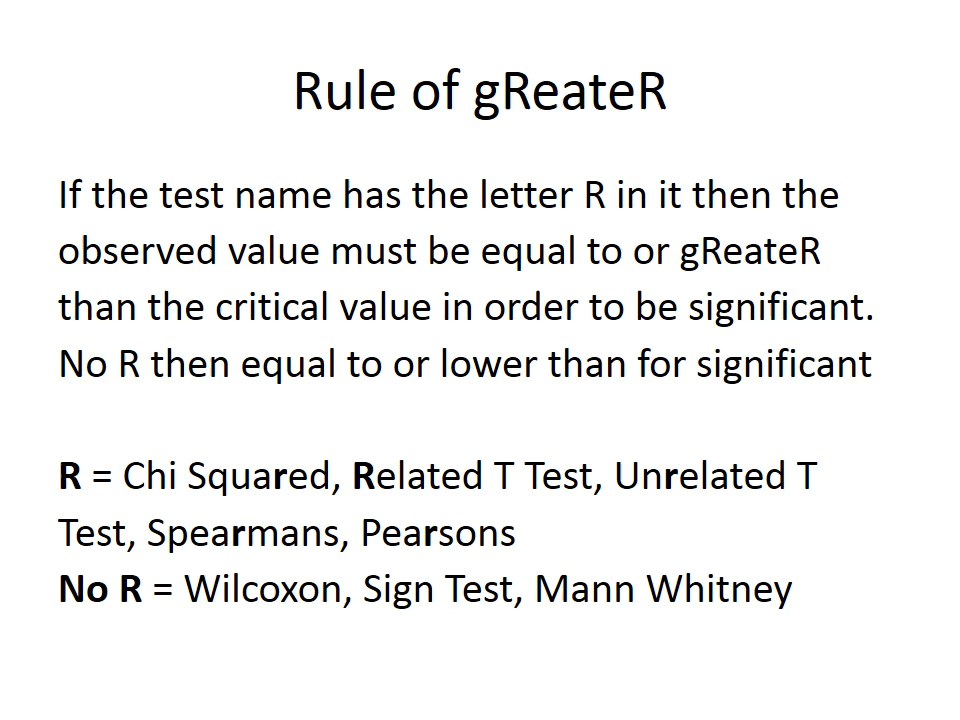 Rule of gReateR
If the test name has the letter R in it then the
observed value must be equal to or gReateR
than the critical value in order to be significant.
No R then equal to or lower than for significant
R = Chi Squared, Related T Test, Unrelated T
Test, Spearmans, Pearsons
No R = Wilcoxon, Sign Test, Mann Whitney